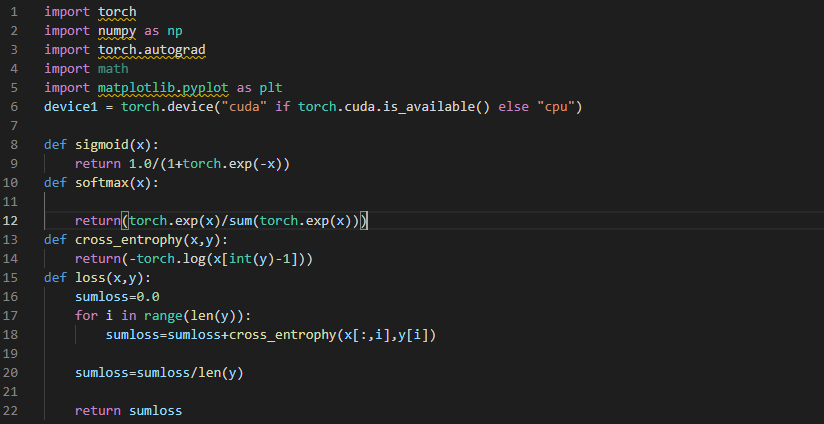 1 import torch
2 import numpy as np
3 import torch.autograd
4 import math
5 import matplotlib.pyplot as plt
6 device1 = torch.device("cuda" if torch.cuda.is_available() else "cpu")
7
8 def sigmoid(x):
9     return 1.0/(1+torch.exp(-x))
10 def softmax(x):
11
12     return(torch.exp(x)/sum(torch.exp(x)))
13 def cross_entrophy(x,y):
14     return(-torch.log(x[int(y)-1]))
15 def loss(x,y):
16     sumloss=0.0
17     for i in range(len(y)):
18         sumloss=sumloss+cross_entrophy(x[:,i],y[i])
19
20     sumloss=sumloss/len(y)
21
22     return sumloss